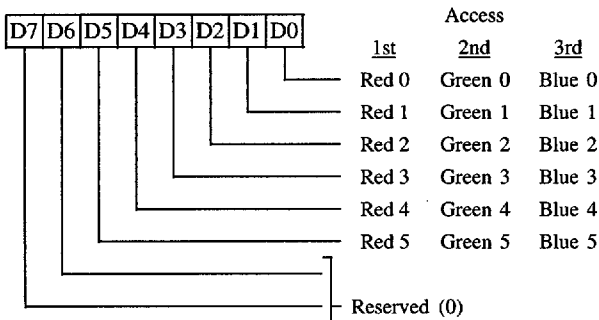 Access
D7 D6 D5 D4 D3 D2 D1 D0
1st 2nd 3rd
Red 0 Green 0 Blue 0
Red 1 Green 1 Blue 1
Red 2 Green 2 Blue 2
Red 3 Green 3 Blue 3
Red 4 Green 4 Blue 4
Red 5 Green 5 Blue 5
Reserved (0)